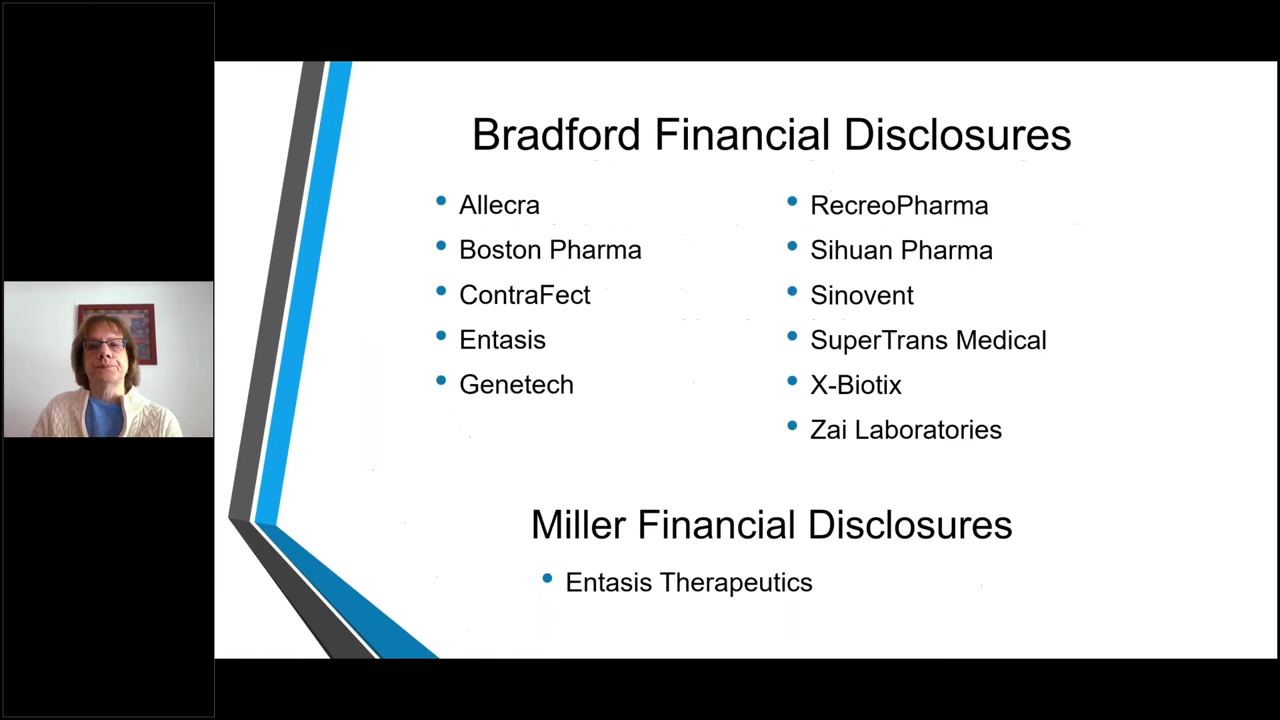 Bradford Financial Disclosures
• Allecra
• Boston Pharma
• ContraFect
• Entasis
• Genetech
• RecreoPharma
• Sihuan Pharma
• Sinovent
• SuperTrans Medical
• X-Biotix
• Zai Laboratories
Miller Financial Disclosures
• Entasis Therapeutics